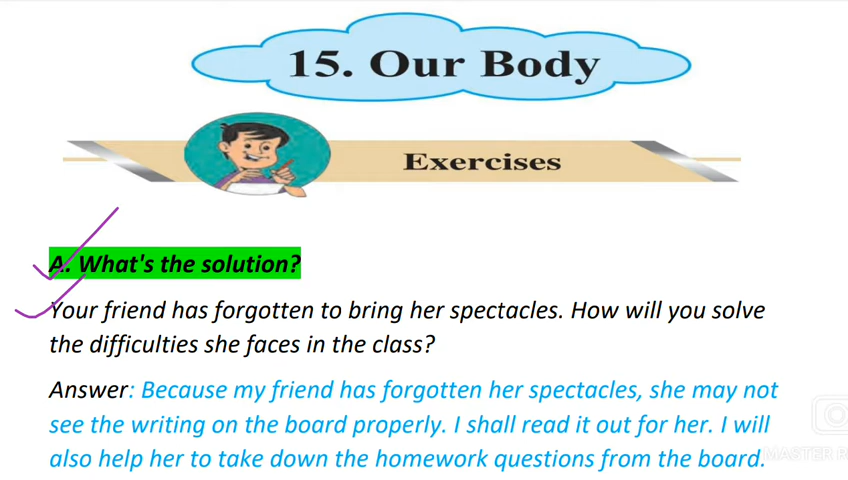 15. Our Body
Exercises
A. What's the solution?
Your friend has forgotten to bring her spectacles. How will you solve
the difficulties she faces in the class?
Answer: Because my friend has forgotten her spectacles, she may not
see the writing on the board properly. I shall read it out for her. I will
also help her to take down the homework questions from the board.
MASTER